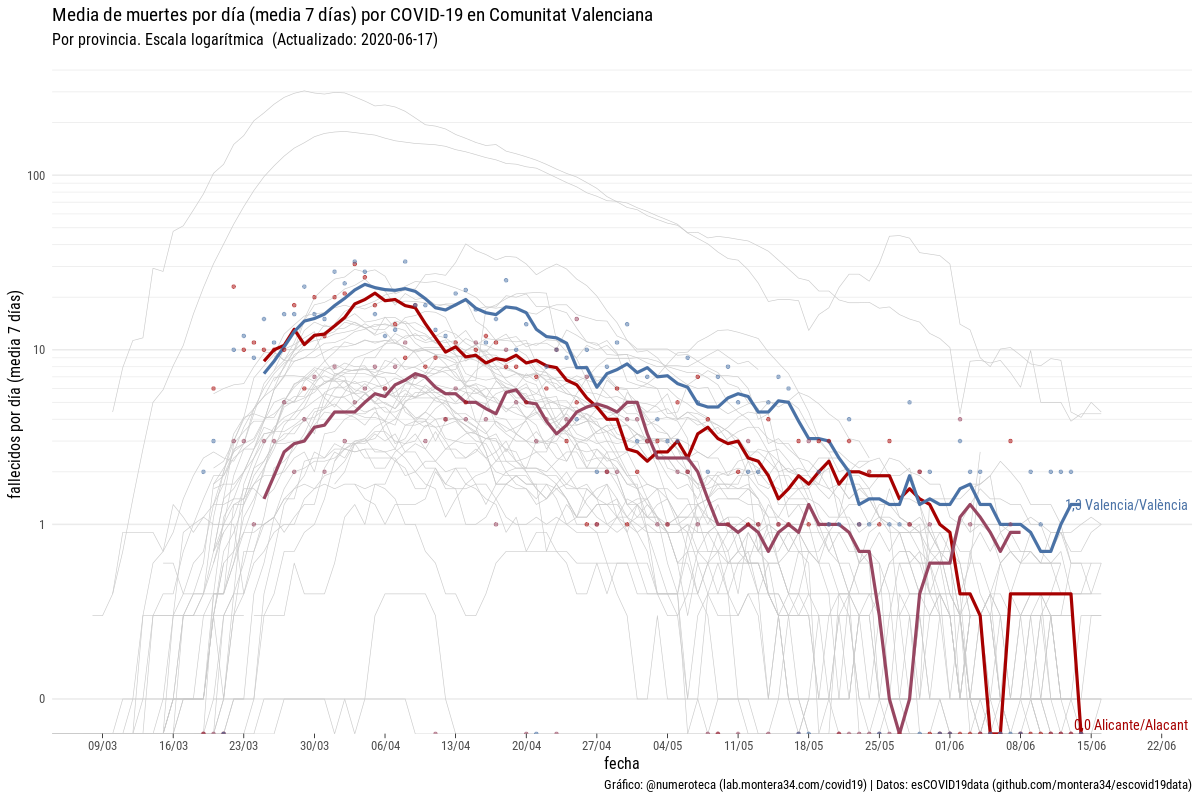 Media de muertes por día (media 7 días) por COVID-19 en Comunitat Valenciana
Por provincia. Escala logarítmica (Actualizado: 2020-06-17)
fallecidos por día (media 7 días)
100
10
1
0
1,3 Valencia/València
0,0 Alicante/Alacant
09/03 16/03 23/03 30/03 06/04 13/04 20/04 27/04 04/05 11/05 18/05 25/05 01/06 08/06 15/06 22/06
fecha
Gráfico: @numeroteca (lab.montera34.com/covid19) | Datos: esCOVID19data (github.com/montera34/escovid19data)